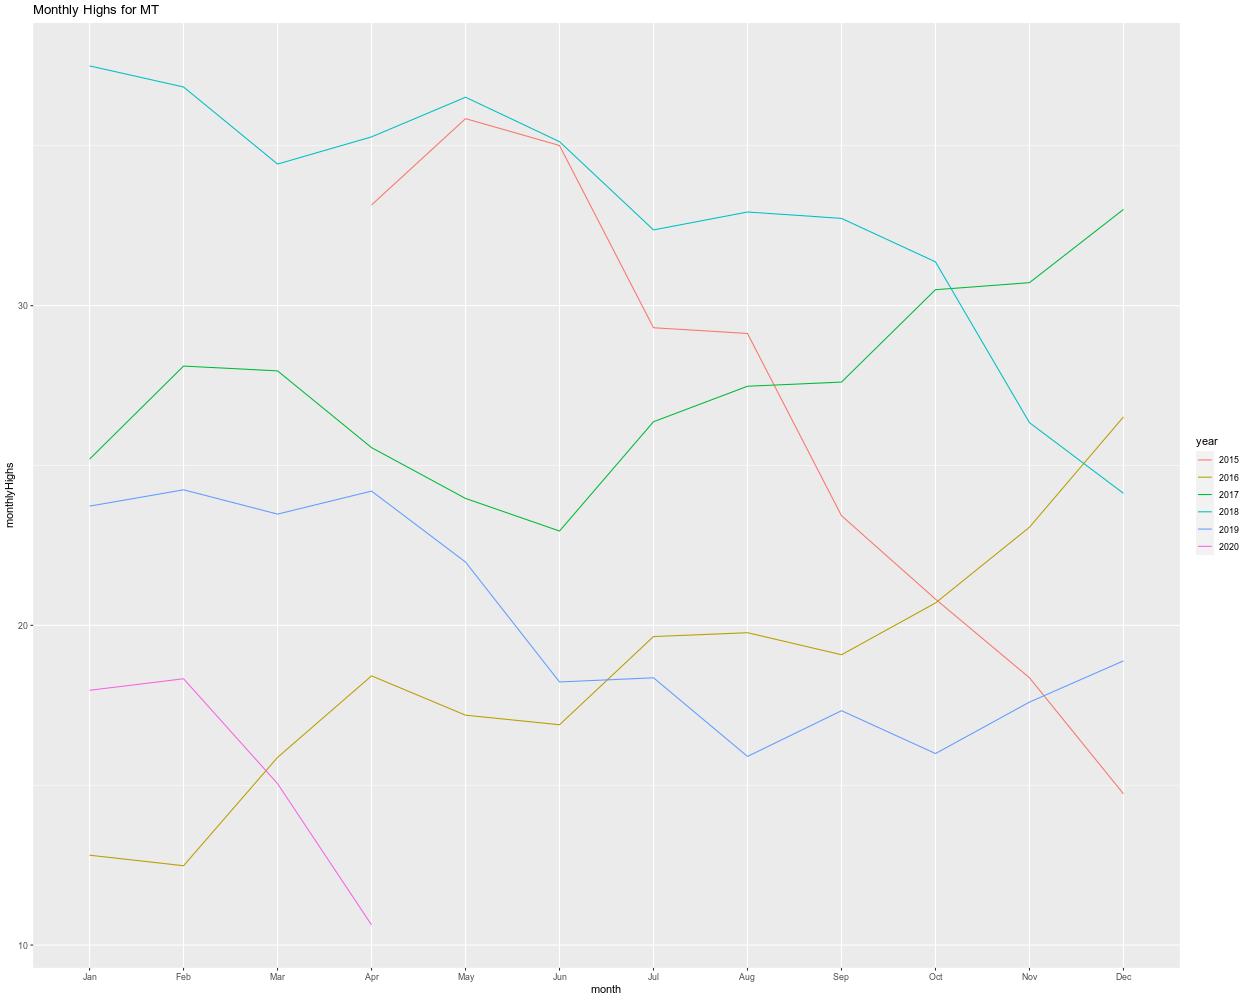 Monthly Highs for MT
monthlyHighs
30
20
10
Jan Feb Mar Apr May Jun Jul Aug Sep Oct Nov Dec
month
year
2015
2016
2017
2018
2019
2020